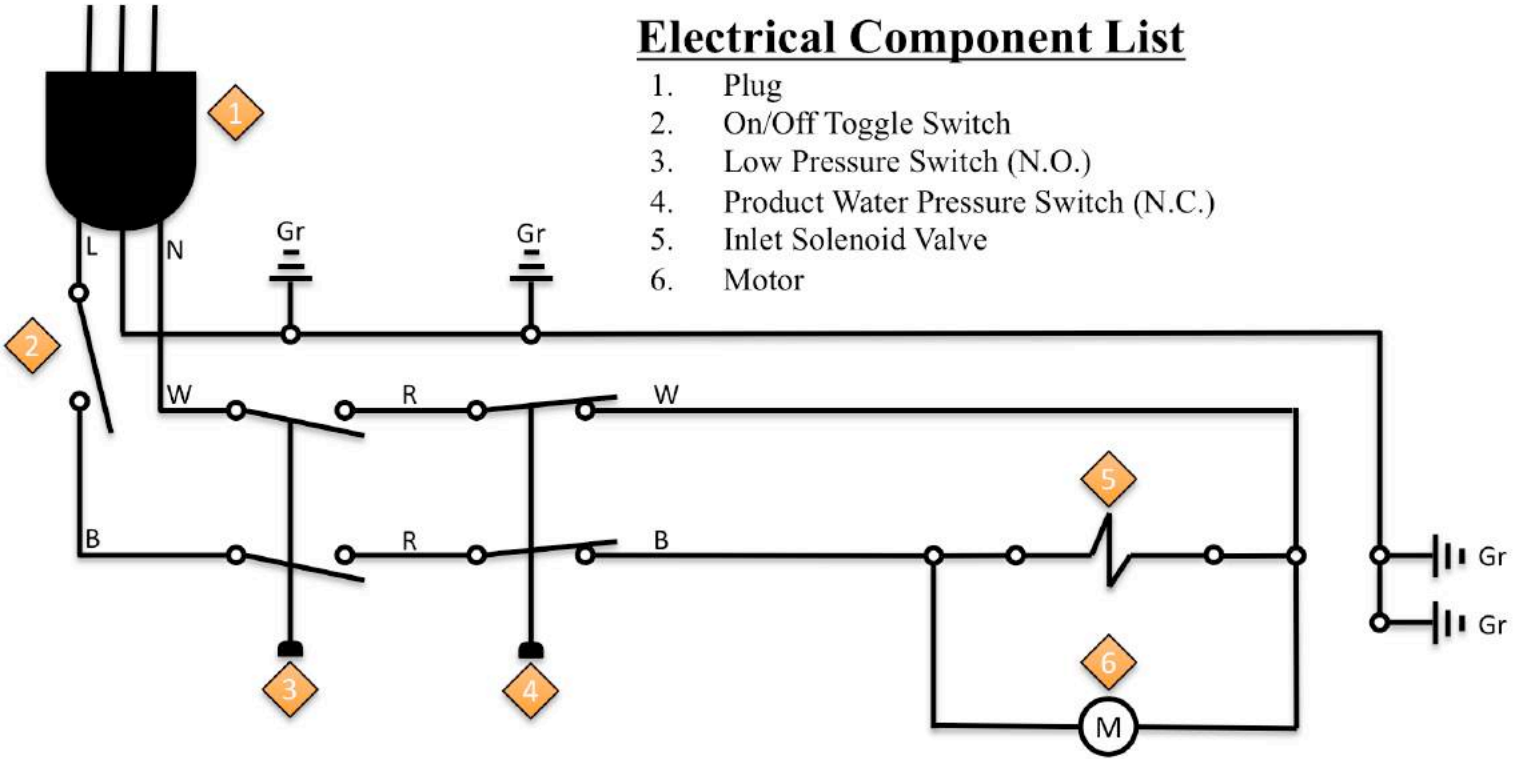 Electrical Component List
1. Plug
2. On/Off Toggle Switch
3. Low Pressure Switch (N.O.)
4. Product Water Pressure Switch (N.C.)
5. Inlet Solenoid Valve
6. Motor
1
L
N
Gr
Gr
2
W
R
W
5
B
R
B
Gr
Gr
3
4
6
M